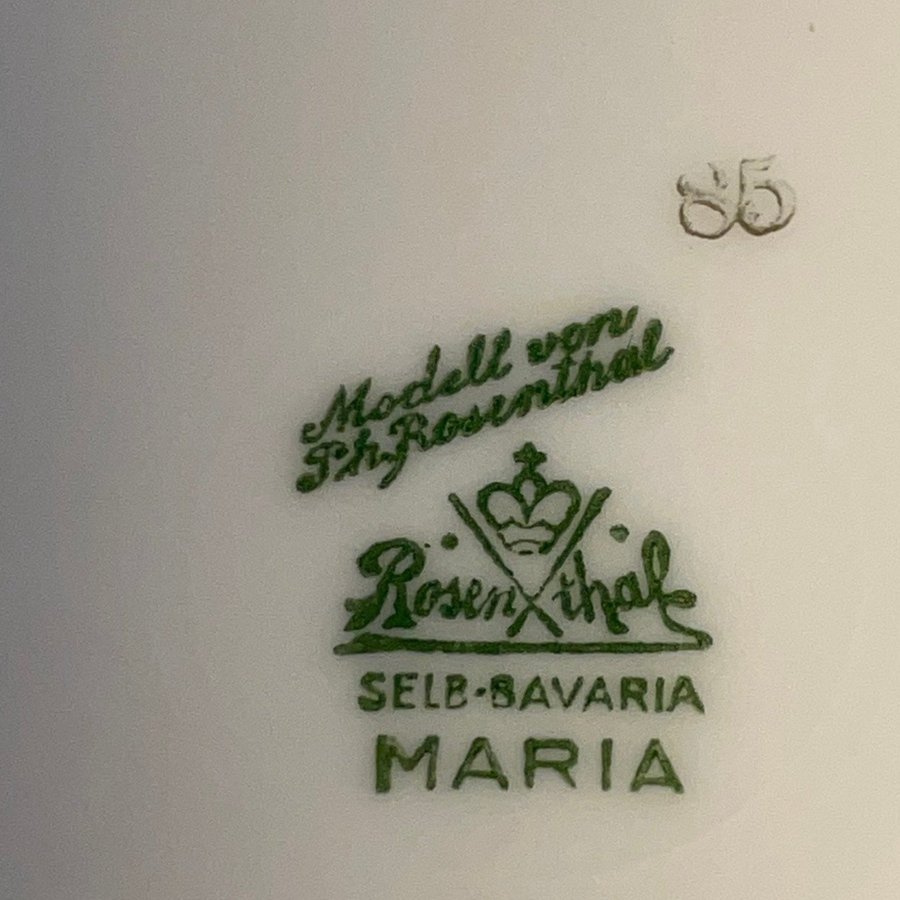 85
Modell von
Ph. Rosenthal
Rosenthal
SELB-BAVARIA
MARIA